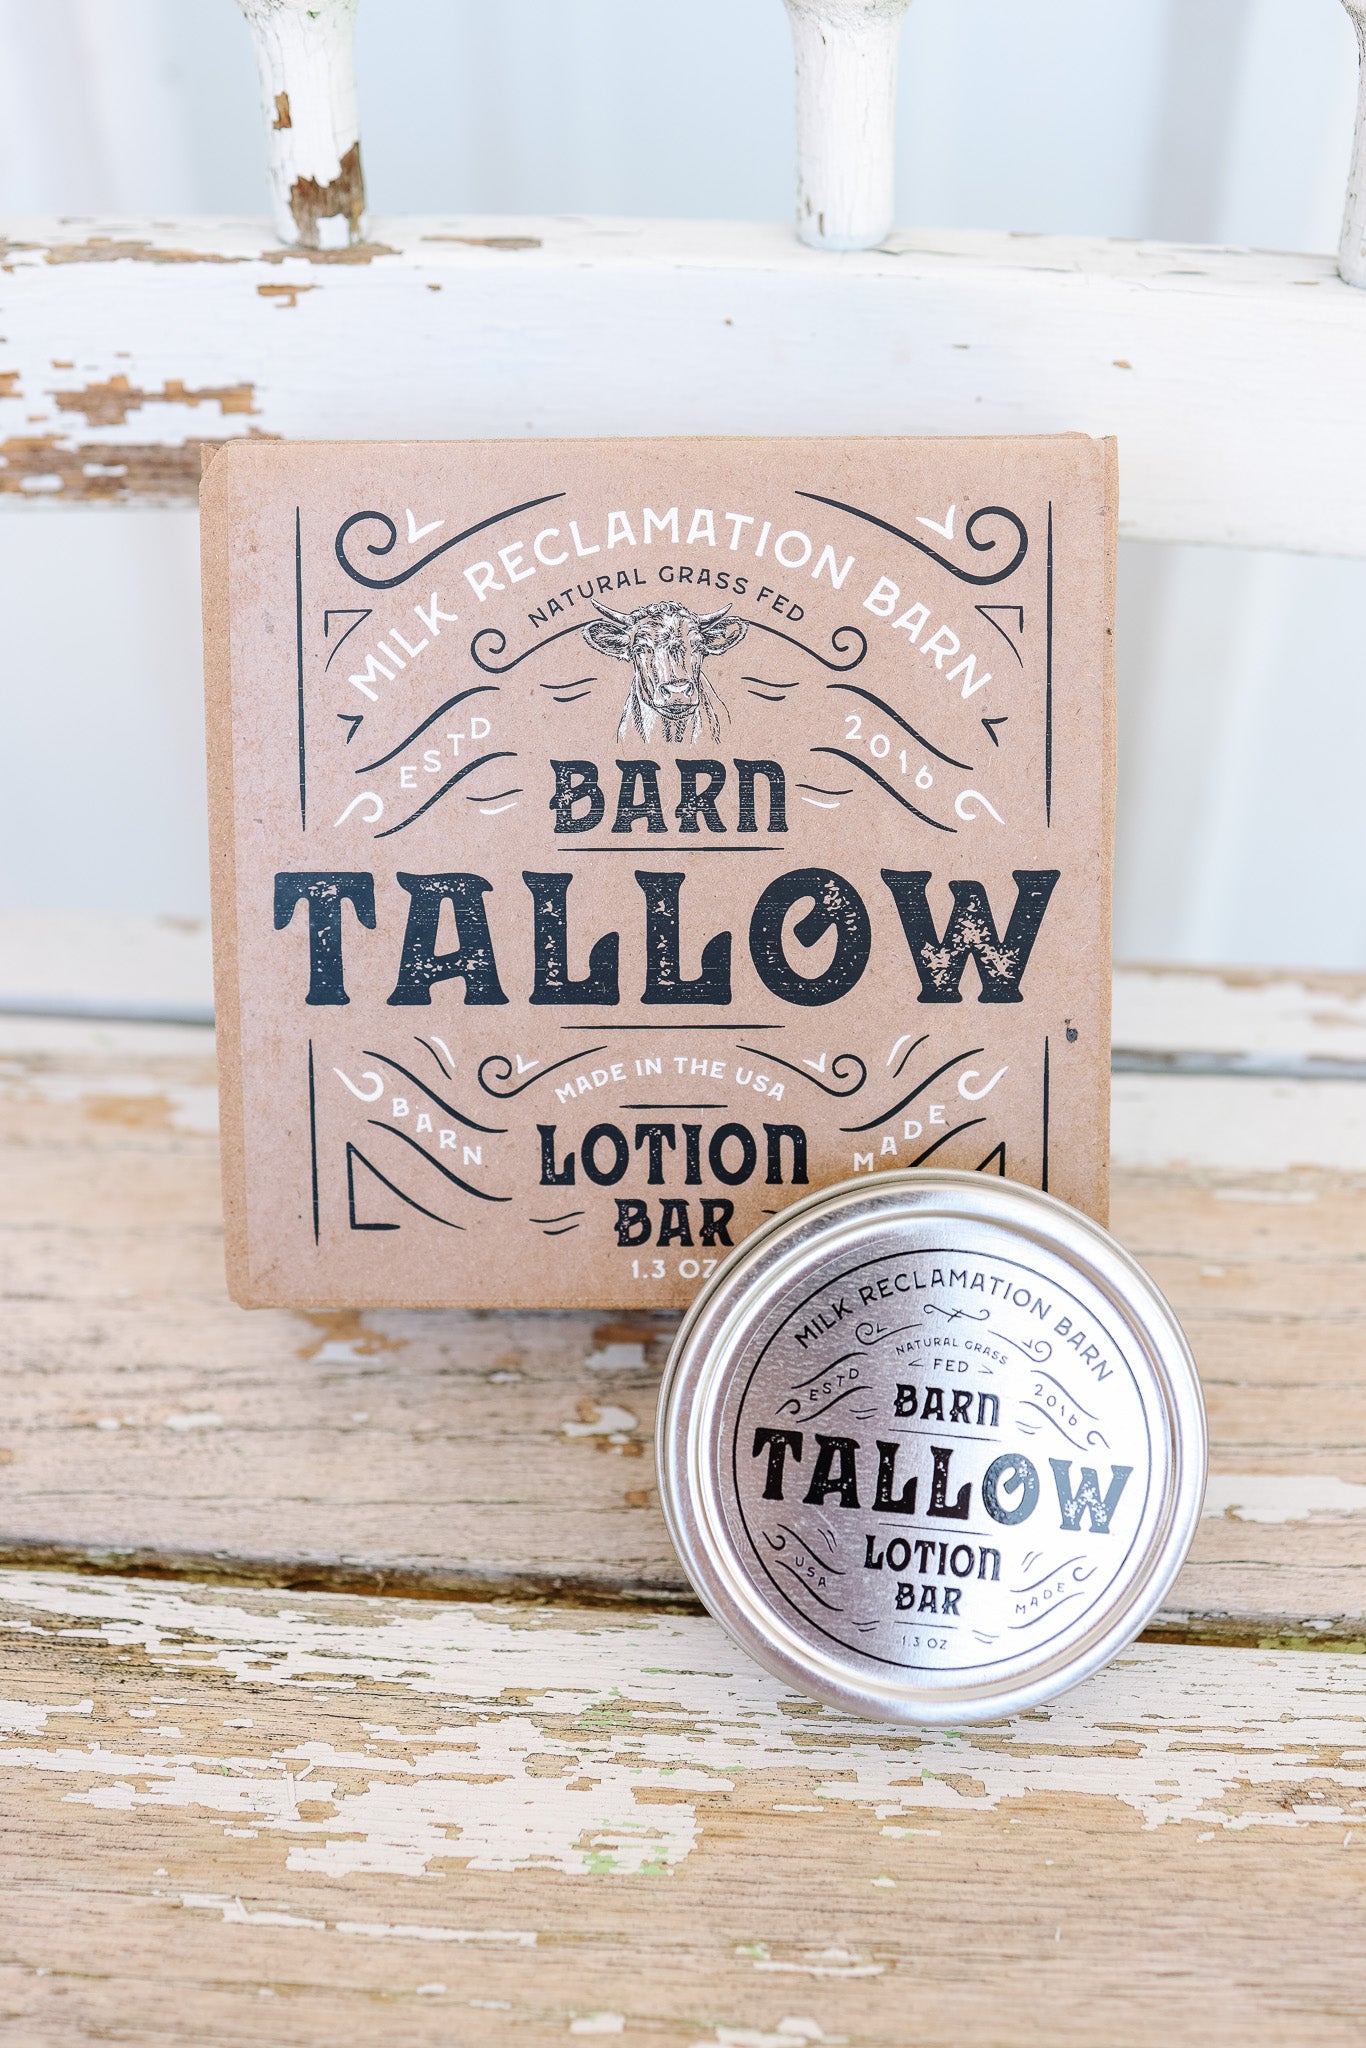 MILK RECLAMATION BARN
NATURAL GRASS FED
ESTD 2016
BARN
TALLOW
MADE IN THE USA
BARN MADE
LOTION
BAR
1.3 OZ
MILK RECLAMATION BARN
NATURAL GRASS
FED
ESTD 2016
BARN
TALLOW
LOTION
BAR
USA MADE
1.3 OZ